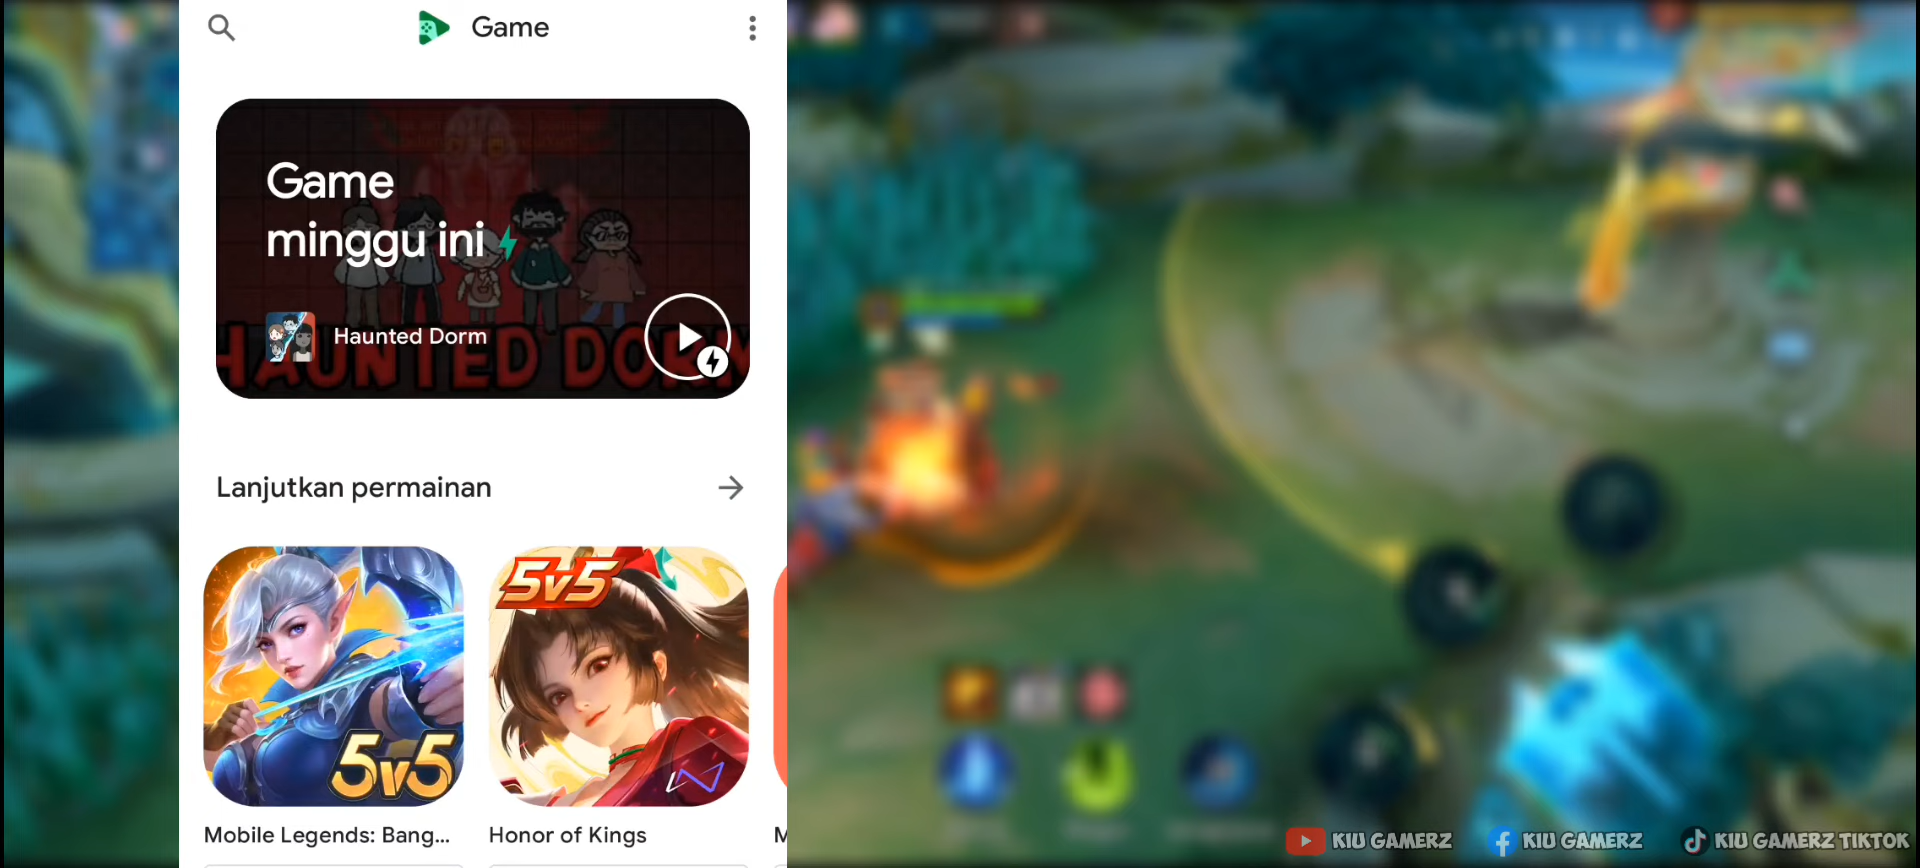 Game
Game
minggu ini
Haunted Dorm
HAUNTED DORM
Lanjutkan permainan
5v5
5v5
Mobile Legends: Bang...
Honor of Kings
M
KIU GAMERZ
KIU GAMERZ
KIU GAMERZ TIKTOK